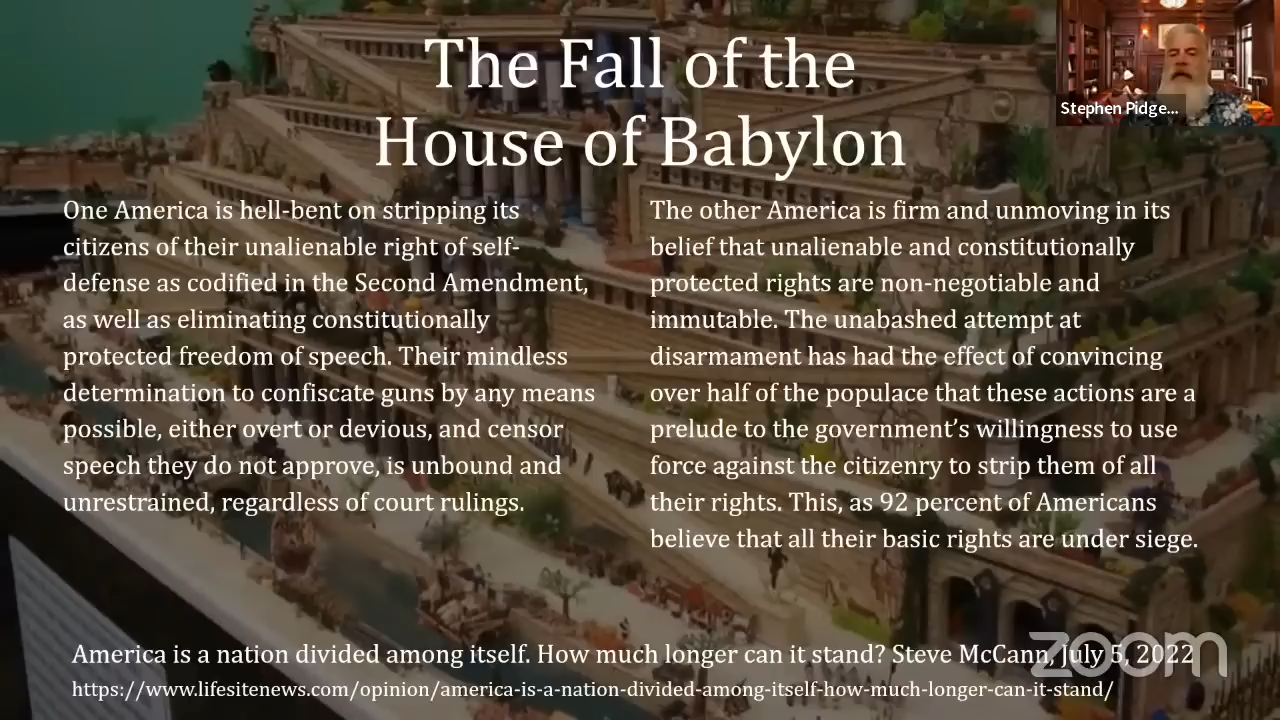 The Fall of the
House of Babylon
Stephen Pidge...
One America is hell-bent on stripping its
citizens of their unalienable right of self-
defense as codified in the Second Amendment,
as well as eliminating constitutionally
protected freedom of speech. Their mindless
determination to confiscate guns by any means
possible, either overt or devious, and censor
speech they do not approve, is unbound and
unrestrained, regardless of court rulings.
The other America is firm and unmoving in its
belief that unalienable and constitutionally
protected rights are non-negotiable and
immutable. The unabashed attempt at
disarmament has had the effect of convincing
over half of the populace that these actions are a
prelude to the government’s willingness to use
force against the citizenry to strip them of all
their rights. This, as 92 percent of Americans
believe that all their basic rights are under siege.
America is a nation divided among itself. How much longer can it stand? Steve McCann, July 5, 2022
https://www.lifesitenews.com/opinion/america-is-a-nation-divided-among-itself-how-much-longer-can-it-stand/
zoom